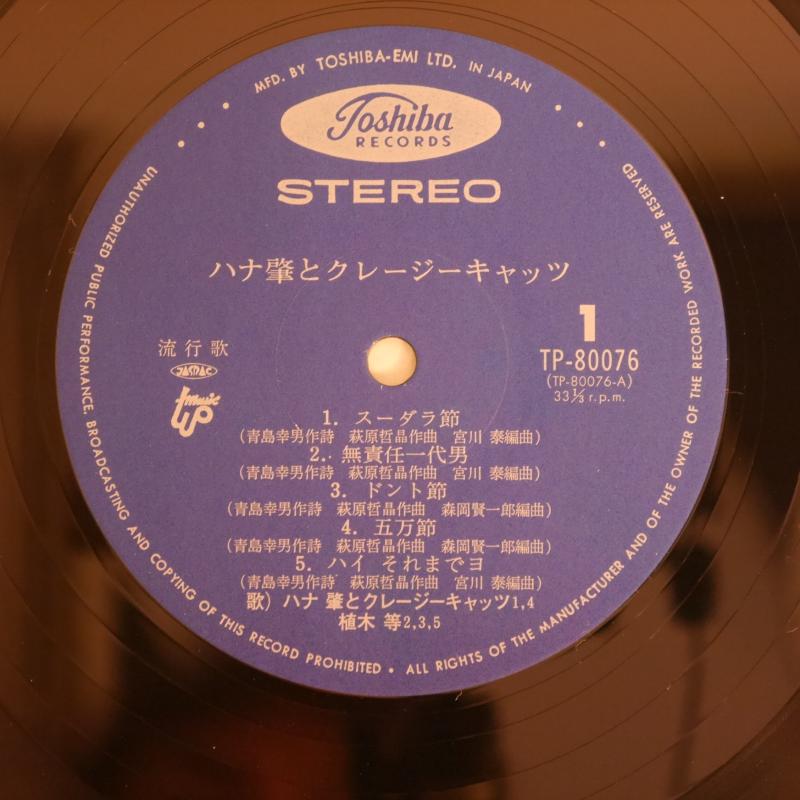 MFD. BY TOSHIBA-EMI LTD. IN JAPAN
Toshiba
RECORDS
STEREO
ハナ肇とクレージーキャッツ
流行歌
JASRAC
music
up
1
TP-80076
(TP-80076-A)
33 1/3 r.p.m.
1. スーダラ節
(青島幸男作詩 萩原哲晶作曲 宮川 泰編曲)
2. 無責任一代男
(青島幸男作詩 萩原哲晶作曲 宮川 泰編曲)
3. ドント節
(青島幸男作詩 萩原哲晶作曲 森岡賢一郎編曲)
4. 五万節
(青島幸男作詩 萩原哲晶作曲 森岡賢一郎編曲)
5. ハイ それまでヨ
(青島幸男作詩 萩原哲晶作曲 宮川 泰編曲)
歌) ハナ 肇とクレージーキャッツ1,4
植木 等2,3,5
UNAUTHORIZED PUBLIC PERFORMANCE, BROADCASTING AND COPYING OF THIS RECORD PROHIBITED • ALL RIGHTS OF THE MANUFACTURER AND OF THE OWNER OF THE RECORDED WORK ARE RESERVED